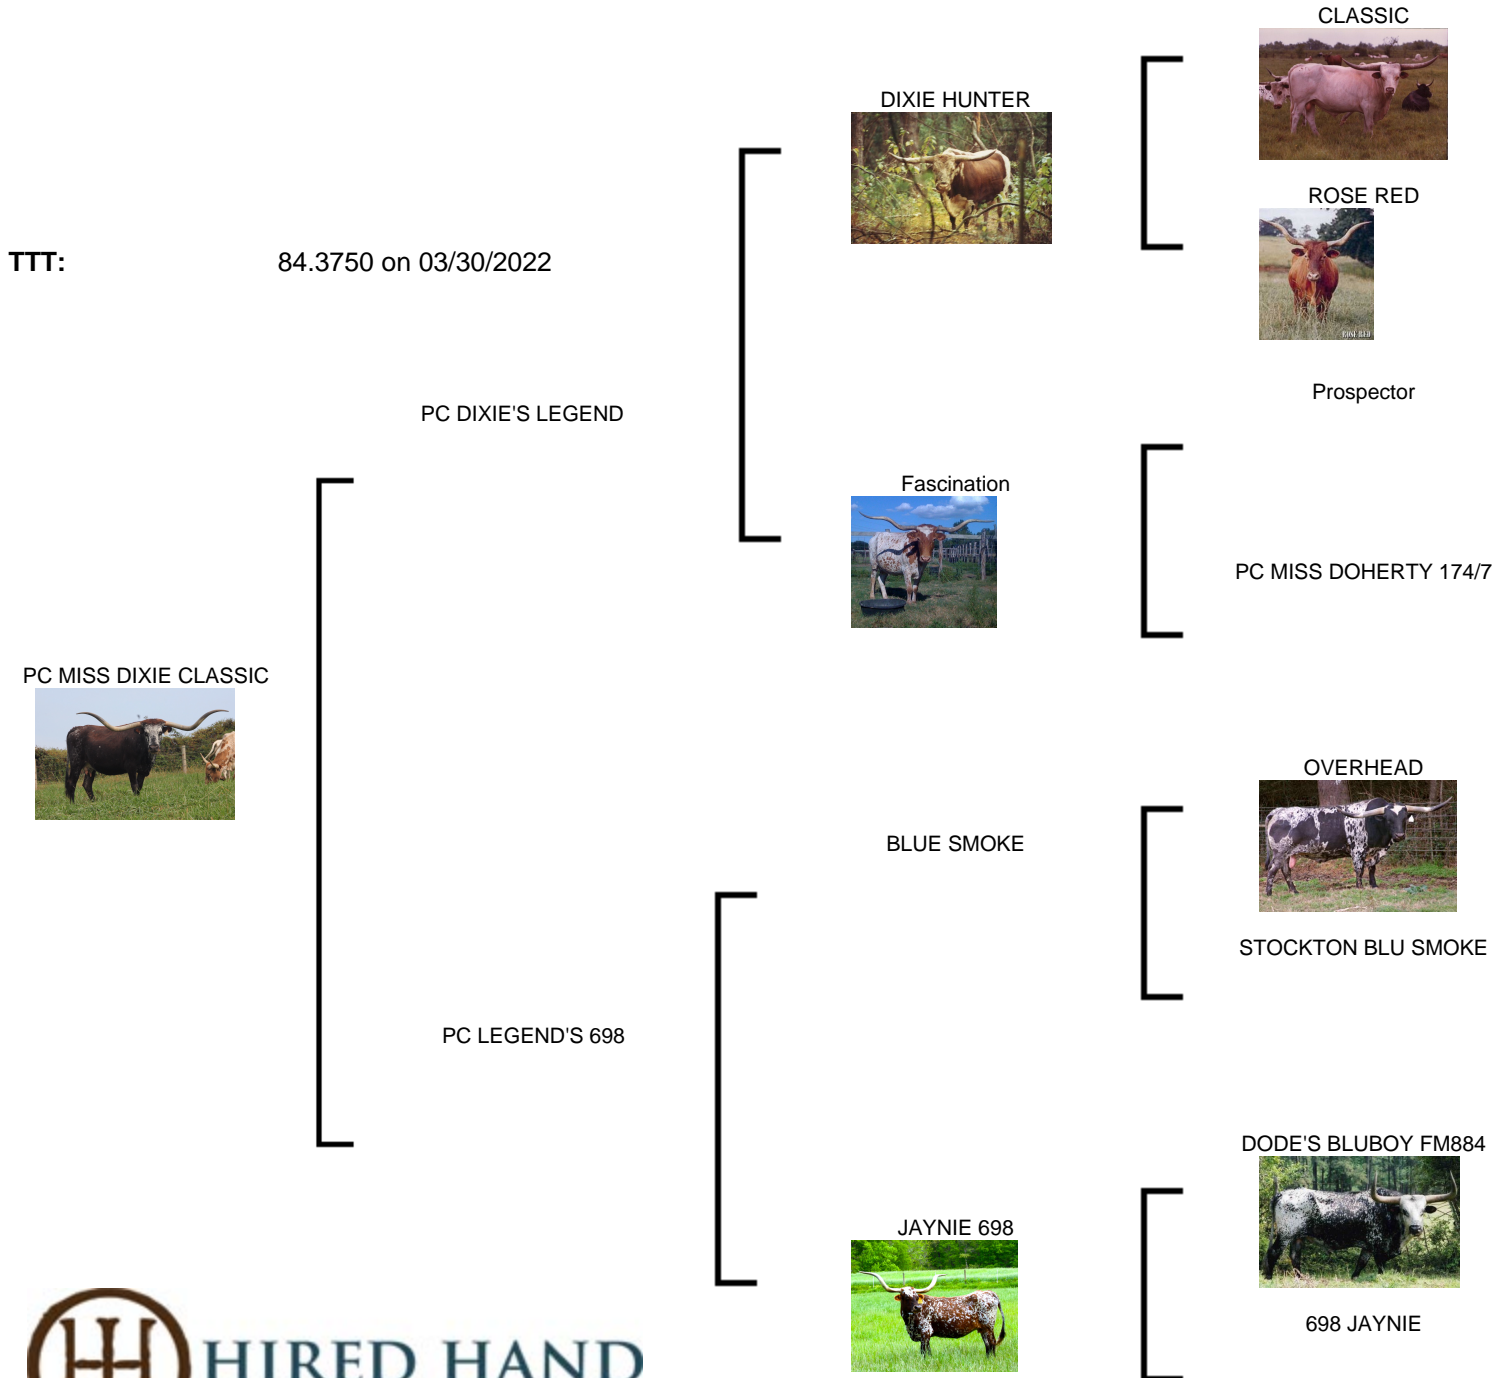 CLASSIC
DIXIE HUNTER
ROSE RED
ROSE RED
TTT: 84.3750 on 03/30/2022
Prospector
PC DIXIE'S LEGEND
Fascination
PC MISS DOHERTY 174/7
PC MISS DIXIE CLASSIC
OVERHEAD
BLUE SMOKE
STOCKTON BLU SMOKE
PC LEGEND'S 698
DODE'S BLUBOY FM884
JAYNIE 698
698 JAYNIE
HIRED HAND